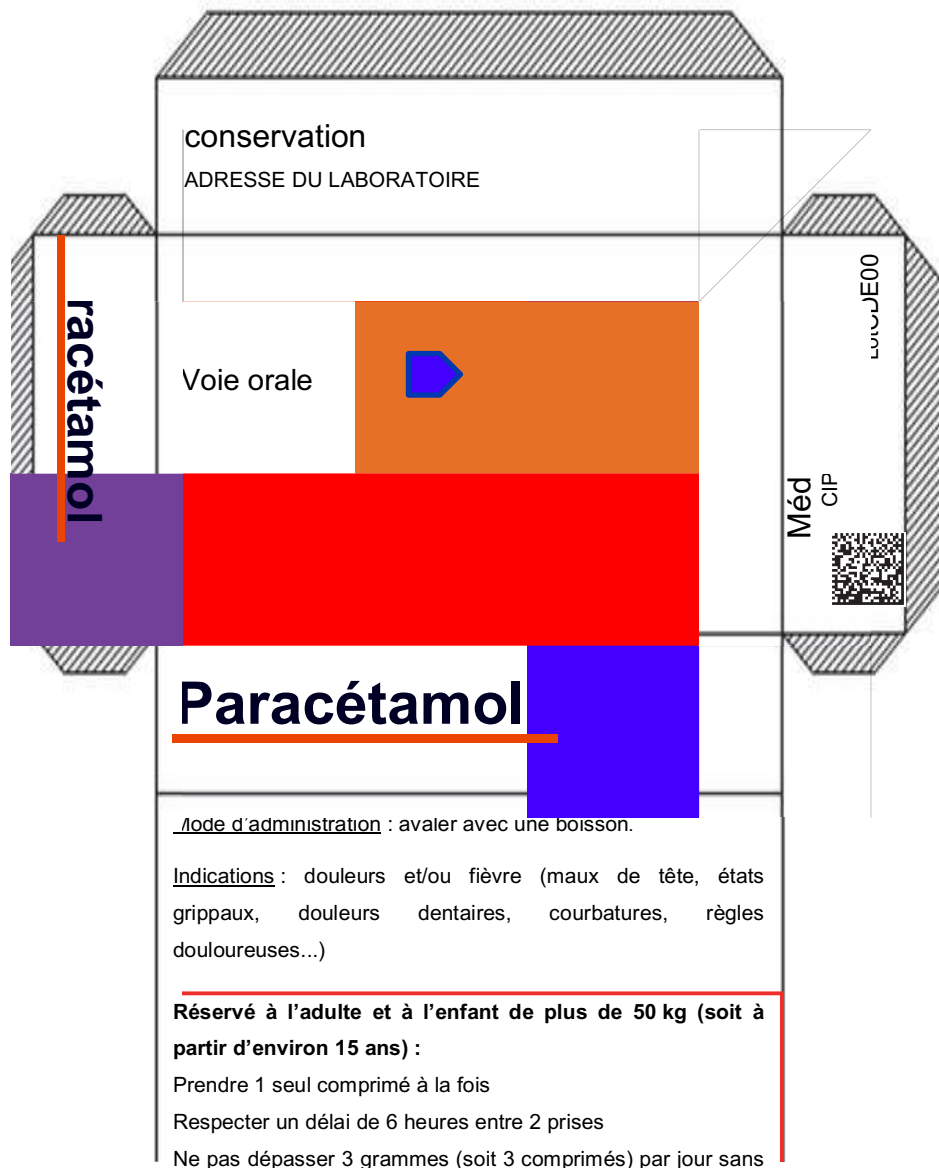 conservation
ADRESSE DU LABORATOIRE
racétamol
Voie orale
Méd
CIP
Paracétamol
d’administration : avaler avec une boisson.
Indications : douleurs et/ou fièvre (maux de tête, états
grippaux, douleurs dentaires, courbatures, règles
douloureuses...)
Réservé à l’adulte et à l’enfant de plus de 50 kg (soit à
partir d’environ 15 ans) :
Prendre 1 seul comprimé à la fois
Respecter un délai de 6 heures entre 2 prises
Ne pas dépasser 3 grammes (soit 3 comprimés) par jour sans